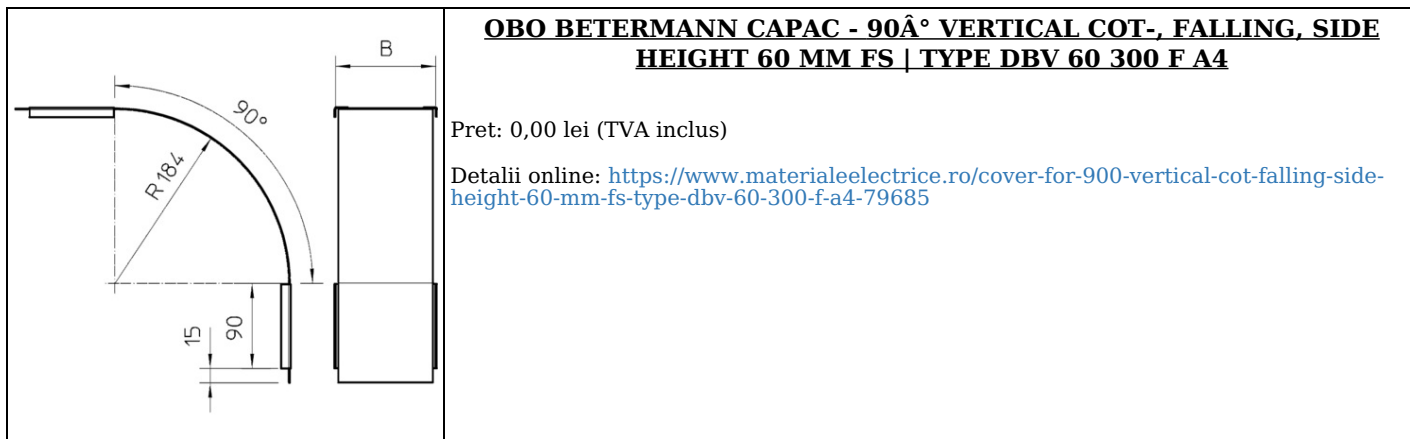 B
90°
R 184
90
15
OBO BETERMANN CAPAC - 90Â° VERTICAL COT-, FALLING, SIDE
HEIGHT 60 MM FS | TYPE DBV 60 300 F A4
Pret: 0,00 lei (TVA inclus)
Detalii online: https://www.materialeelectrice.ro/cover-for-900-vertical-cot-falling-side-
height-60-mm-fs-type-dbv-60-300-f-a4-79685